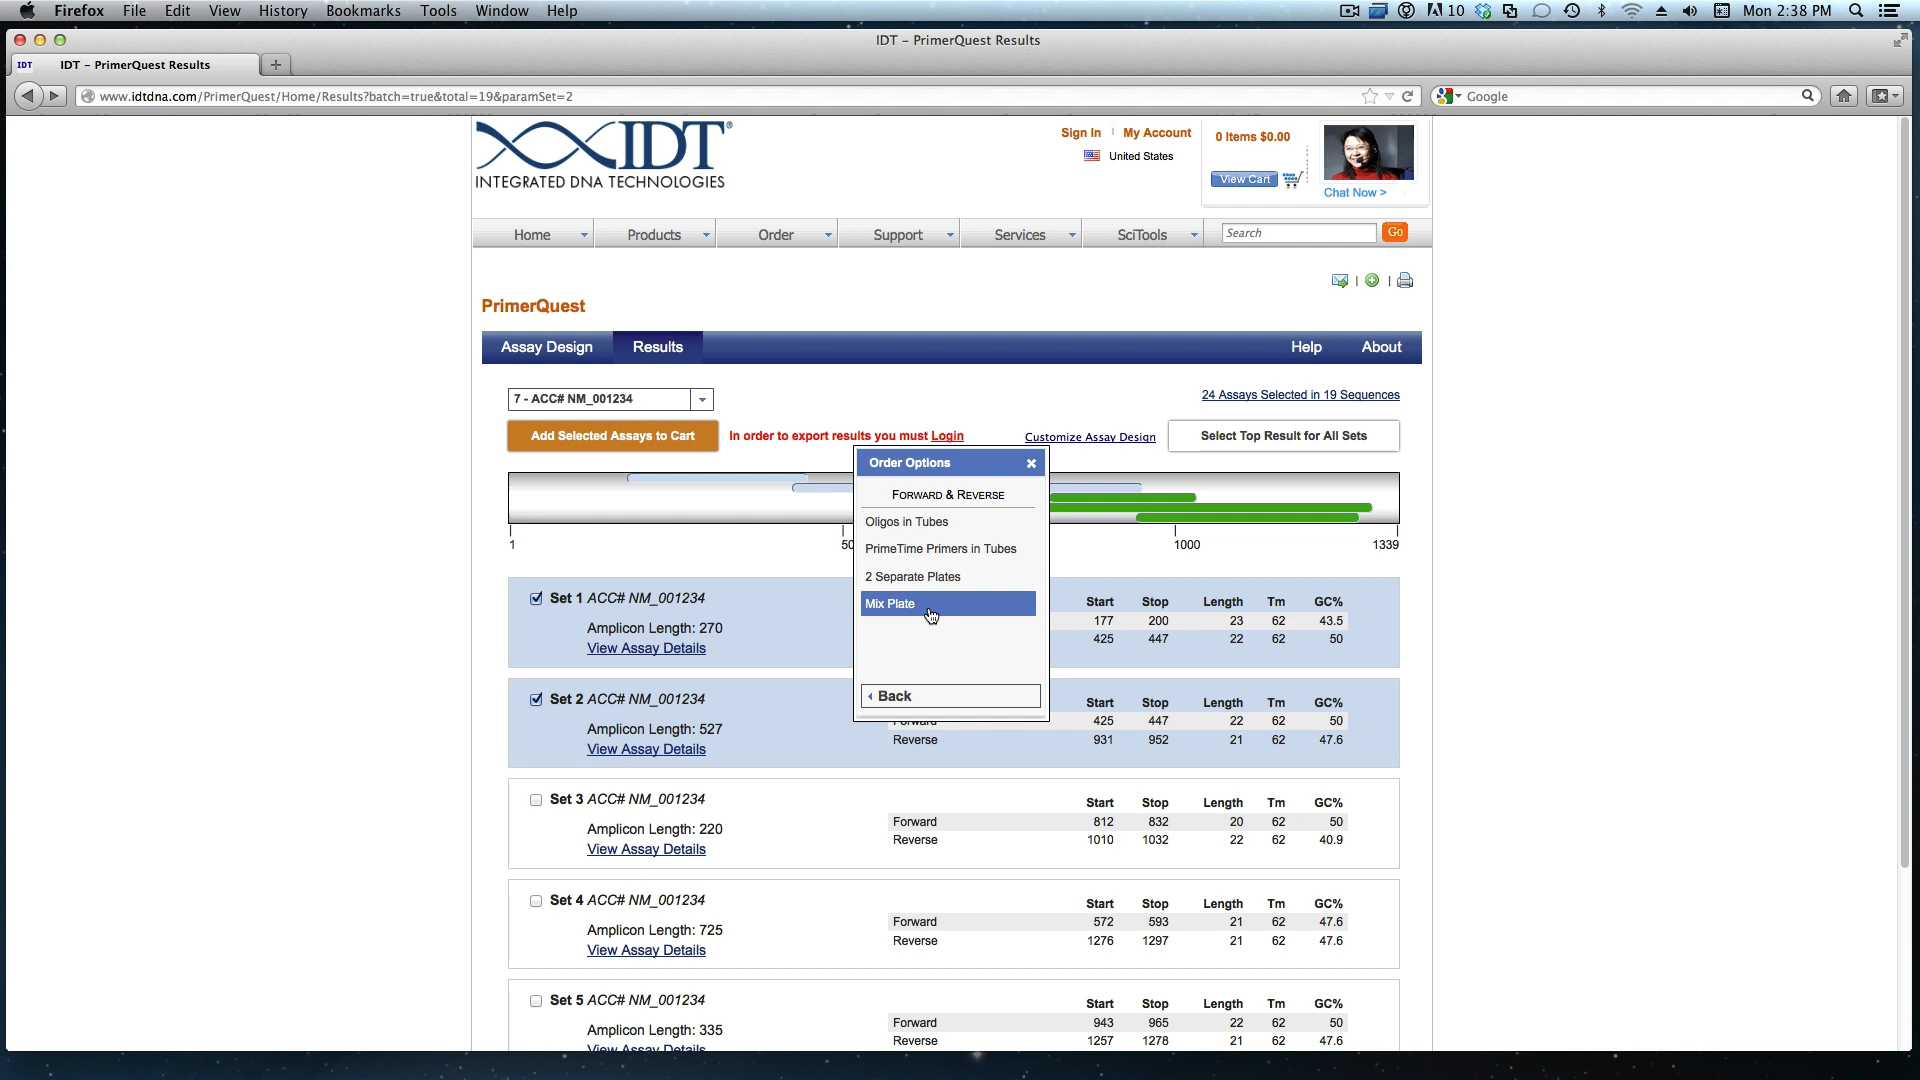 Firefox File Edit View History Bookmarks Tools Window Help 10 Mon 2:38 PM
IDT – PrimerQuest Results
IDT IDT – PrimerQuest Results
www.idtdna.com/PrimerQuest/Home/Results?batch=true&total=19&paramSet=2 Google
IDT
INTEGRATED DNA TECHNOLOGIES
Sign In My Account
United States
0 Items $0.00
View Cart
Chat Now >
Home Products Order Support Services SciTools Search Go
PrimerQuest
Assay Design Results Help About
7 - ACC# NM_001234
24 Assays Selected in 19 Sequences
Add Selected Assays to Cart In order to export results you must Login Customize Assay Design Select Top Result for All Sets
Order Options
FORWARD & REVERSE
Oligos in Tubes
PrimeTime Primers in Tubes
2 Separate Plates
Mix Plate
Back
1 50 1000 1339
Set 1 ACC# NM_001234
Amplicon Length: 270
View Assay Details
Start Stop Length Tm GC%
177 200 23 62 43.5
425 447 22 62 50
Set 2 ACC# NM_001234
Amplicon Length: 527
View Assay Details
Start Stop Length Tm GC%
Forward 425 447 22 62 50
Reverse 931 952 21 62 47.6
Set 3 ACC# NM_001234
Amplicon Length: 220
View Assay Details
Start Stop Length Tm GC%
Forward 812 832 20 62 50
Reverse 1010 1032 22 62 40.9
Set 4 ACC# NM_001234
Amplicon Length: 725
View Assay Details
Start Stop Length Tm GC%
Forward 572 593 21 62 47.6
Reverse 1276 1297 21 62 47.6
Set 5 ACC# NM_001234
Amplicon Length: 335
View Assay Details
Start Stop Length Tm GC%
Forward 943 965 22 62 50
Reverse 1257 1278 21 62 47.6